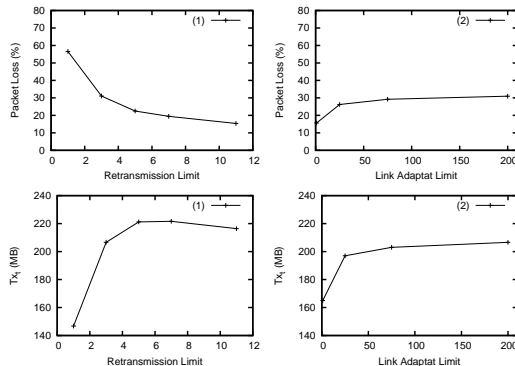 80
70
60
50
40
30
20
10
0
Packet Loss (%)
(1)
0 2 4 6 8 10 12
Retransmission Limit
80
70
60
50
40
30
20
10
0
Packet Loss (%)
(2)
0 50 100 150 200
Link Adaptat Limit
240
220
200
180
160
140
Tx₁ (MB)
(1)
0 2 4 6 8 10 12
Retransmission Limit
240
220
200
180
160
140
Tx₁ (MB)
(2)
0 50 100 150 200
Link Adaptat Limit